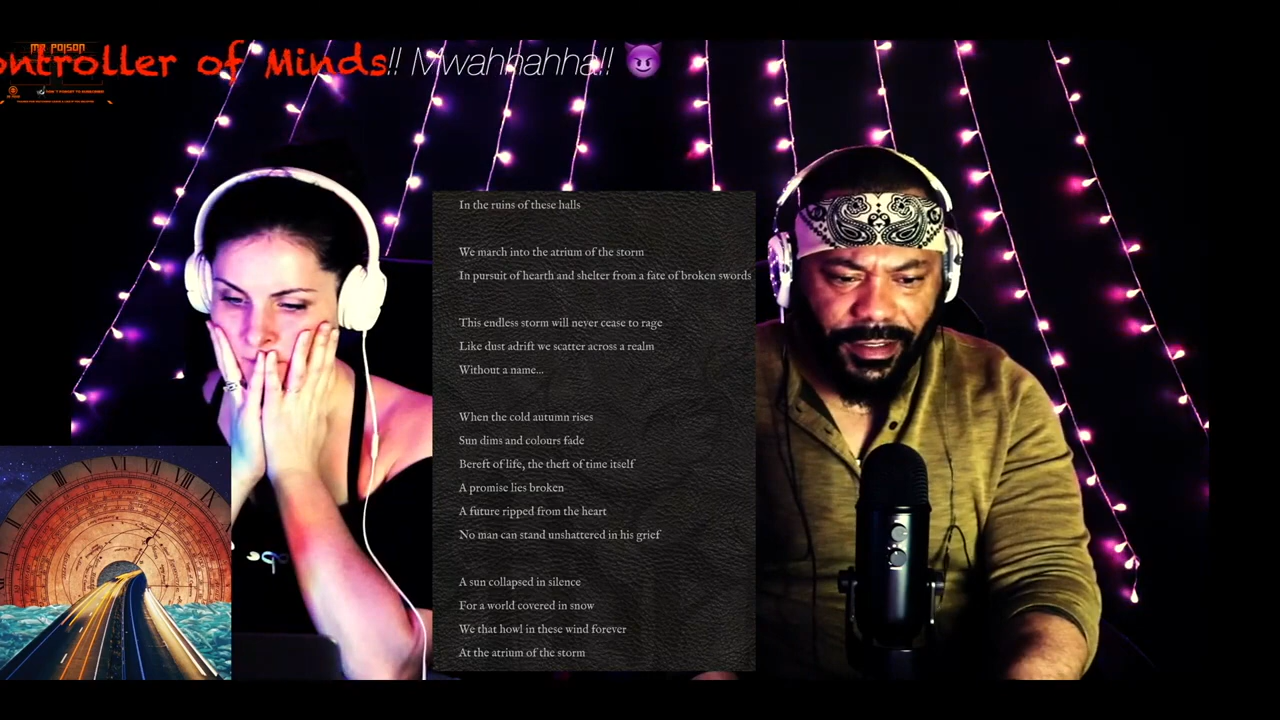 MR POISON
ontroller of Minds!! Mwahhahha!! 😈
In the ruins of these halls
We march into the atrium of the storm
In pursuit of hearth and shelter from a fate of broken swords
This endless storm will never cease to rage
Like dust adrift we scatter across a realm
Without a name...
When the cold autumn rises
Sun dims and colours fade
Bereft of life, the theft of time itself
A promise lies broken
A future ripped from the heart
No man can stand unshattered in his grief
A sun collapsed in silence
For a world covered in snow
We that howl in these wind forever
At the atrium of the storm